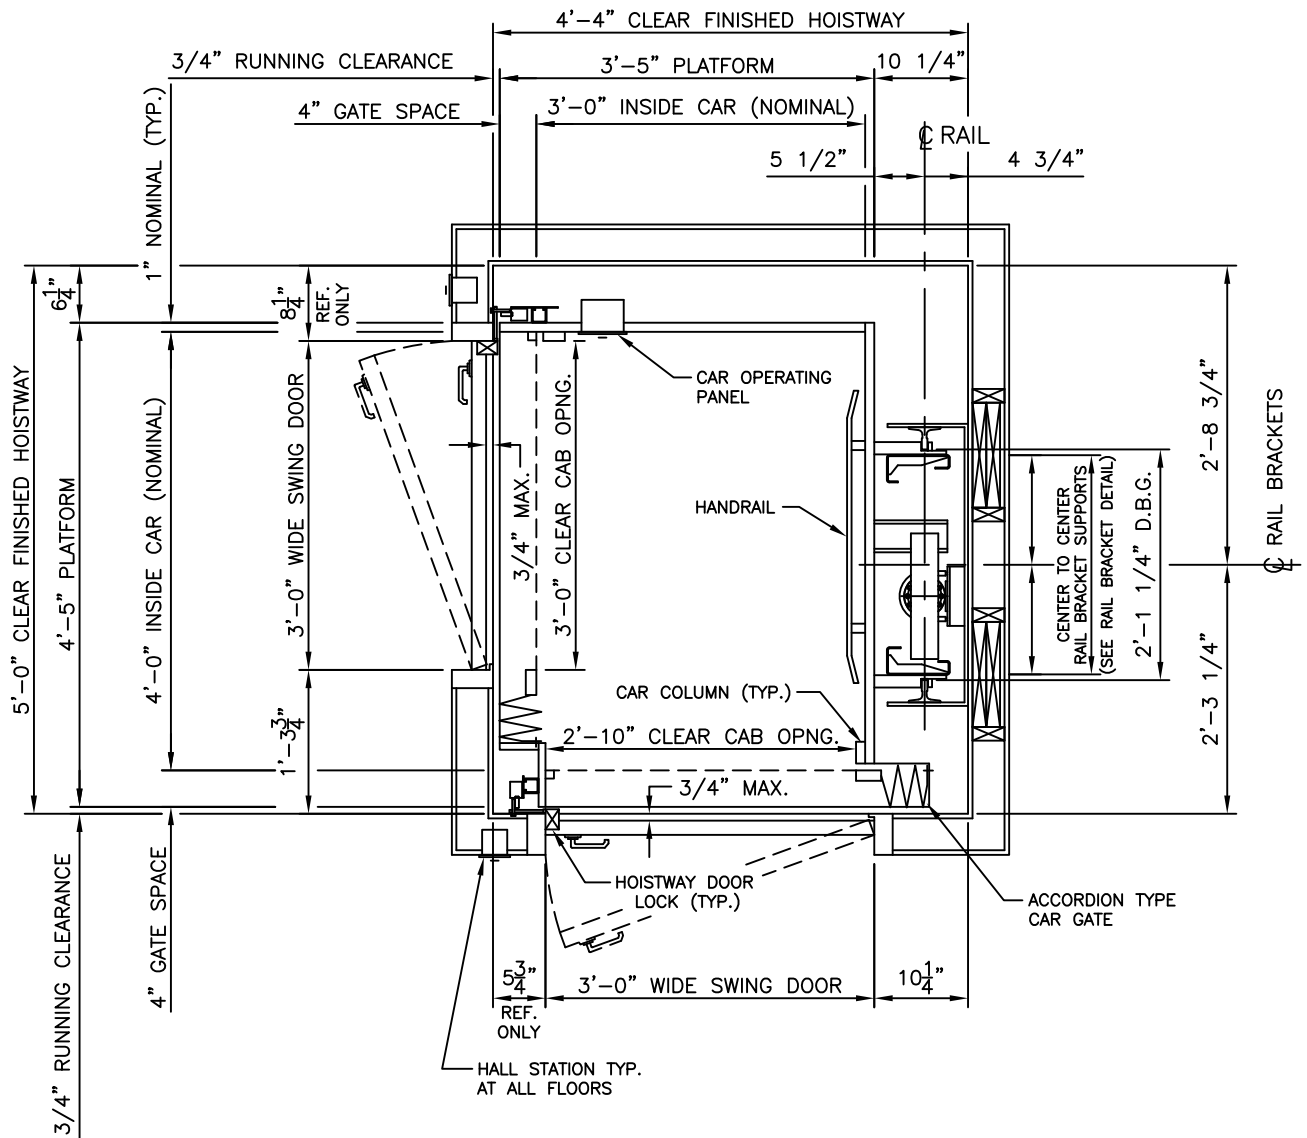 4'-4" CLEAR FINISHED HOISTWAY
3/4" RUNNING CLEARANCE
3'-5" PLATFORM
10 1/4"
4" GATE SPACE
3'-0" INSIDE CAR (NOMINAL)
℄ RAIL
5 1/2"
4 3/4"
1" NOMINAL (TYP.)
6 1/4"
8 1/4"
REF.
ONLY
5'-0" CLEAR FINISHED HOISTWAY
4'-5" PLATFORM
4'-0" INSIDE CAR (NOMINAL)
3'-0" WIDE SWING DOOR
3/4" MAX.
3'-0" CLEAR CAB OPNG.
CAR OPERATING
PANEL
HANDRAIL
2'-8 3/4"
℄ RAIL BRACKETS
CENTER TO CENTER
RAIL BRACKET SUPPORTS
(SEE RAIL BRACKET DETAIL)
2'-1 1/4" D.B.G.
2'-3 1/4"
1'-3 3/4"
CAR COLUMN (TYP.)
2'-10" CLEAR CAB OPNG.
3/4" MAX.
3/4" RUNNING CLEARANCE
4" GATE SPACE
HOISTWAY DOOR
LOCK (TYP.)
ACCORDION TYPE
CAR GATE
5 3/4"
REF.
ONLY
3'-0" WIDE SWING DOOR
10 1/4"
HALL STATION TYP.
AT ALL FLOORS